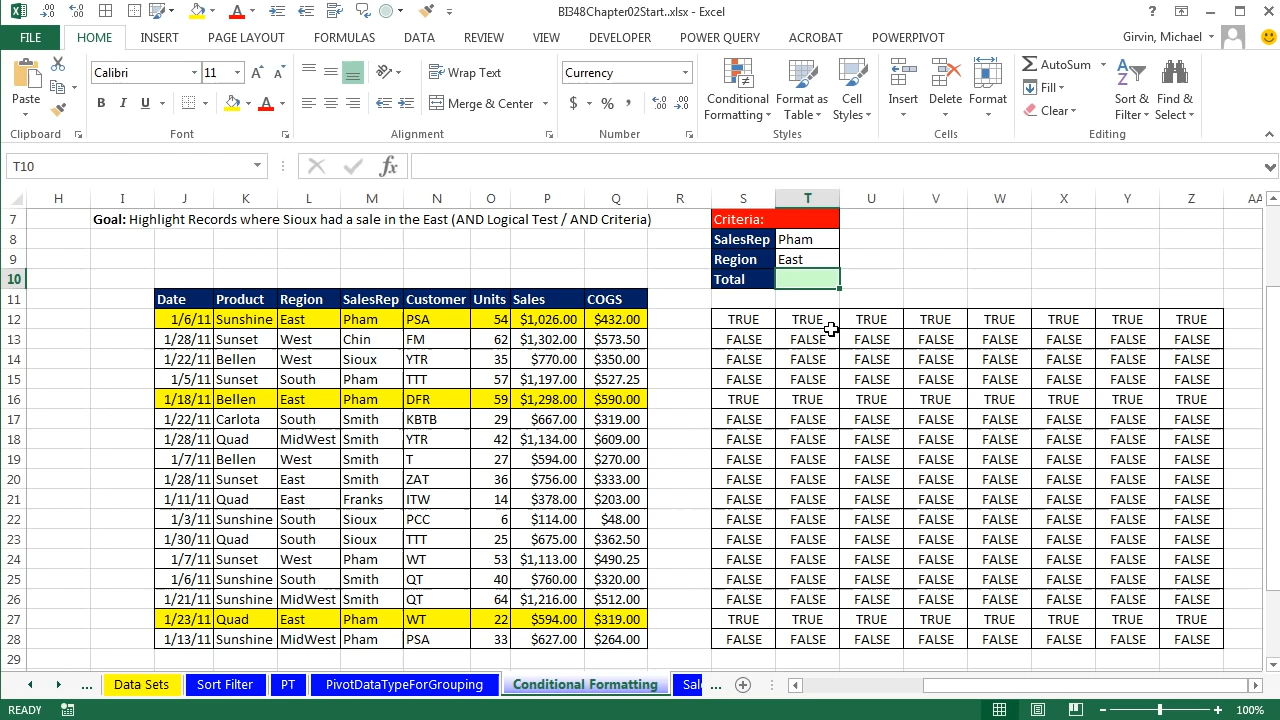 BI348Chapter02Start..xlsx - Excel
FILE HOME INSERT PAGE LAYOUT FORMULAS DATA REVIEW VIEW DEVELOPER POWER QUERY ACROBAT POWERPIVOT Girvin, Michael
Calibri 11 Wrap Text Currency AutoSum
Fill
Paste B I U Merge & Center $ % , Conditional Formatting Format as Table Cell Styles Insert Delete Format Clear Sort & Filter Find & Select
Clipboard Font Alignment Number Styles Cells Editing
T10 fx
H I J K L M N O P Q R S T U V W X Y Z AA
7 Goal: Highlight Records where Sioux had a sale in the East (AND Logical Test / AND Criteria) Criteria:
8 SalesRep Pham
9 Region East
10 Total
11 Date Product Region SalesRep Customer Units Sales COGS
12 1/6/11 Sunshine East Pham PSA 54 $1,026.00 $432.00 TRUE TRUE TRUE TRUE TRUE TRUE TRUE TRUE
13 1/28/11 Sunset West Chin FM 62 $1,302.00 $573.50 FALSE FALSE FALSE FALSE FALSE FALSE FALSE FALSE
14 1/22/11 Bellen West Sioux YTR 35 $770.00 $350.00 FALSE FALSE FALSE FALSE FALSE FALSE FALSE FALSE
15 1/5/11 Sunset South Pham TTT 57 $1,197.00 $527.25 FALSE FALSE FALSE FALSE FALSE FALSE FALSE FALSE
16 1/18/11 Bellen East Pham DFR 59 $1,298.00 $590.00 TRUE TRUE TRUE TRUE TRUE TRUE TRUE TRUE
17 1/22/11 Carlota South Smith KBTB 29 $667.00 $319.00 FALSE FALSE FALSE FALSE FALSE FALSE FALSE FALSE
18 1/28/11 Quad MidWest Smith YTR 42 $1,134.00 $609.00 FALSE FALSE FALSE FALSE FALSE FALSE FALSE FALSE
19 1/7/11 Bellen West Smith T 27 $594.00 $270.00 FALSE FALSE FALSE FALSE FALSE FALSE FALSE FALSE
20 1/28/11 Sunset East Smith ZAT 36 $756.00 $333.00 FALSE FALSE FALSE FALSE FALSE FALSE FALSE FALSE
21 1/11/11 Quad East Franks ITW 14 $378.00 $203.00 FALSE FALSE FALSE FALSE FALSE FALSE FALSE FALSE
22 1/3/11 Sunshine South Sioux PCC 6 $114.00 $48.00 FALSE FALSE FALSE FALSE FALSE FALSE FALSE FALSE
23 1/30/11 Quad South Sioux TTT 25 $675.00 $362.50 FALSE FALSE FALSE FALSE FALSE FALSE FALSE FALSE
24 1/7/11 Sunset West Pham WT 53 $1,113.00 $490.25 FALSE FALSE FALSE FALSE FALSE FALSE FALSE FALSE
25 1/6/11 Sunshine South Smith QT 40 $760.00 $320.00 FALSE FALSE FALSE FALSE FALSE FALSE FALSE FALSE
26 1/21/11 Sunshine MidWest Smith QT 64 $1,216.00 $512.00 FALSE FALSE FALSE FALSE FALSE FALSE FALSE FALSE
27 1/23/11 Quad East Pham WT 22 $594.00 $319.00 TRUE TRUE TRUE TRUE TRUE TRUE TRUE TRUE
28 1/13/11 Sunshine MidWest Pham PSA 33 $627.00 $264.00 FALSE FALSE FALSE FALSE FALSE FALSE FALSE FALSE
29
... Data Sets Sort Filter PT PivotDataTypeForGrouping Conditional Formatting Sal ...
READY 100%